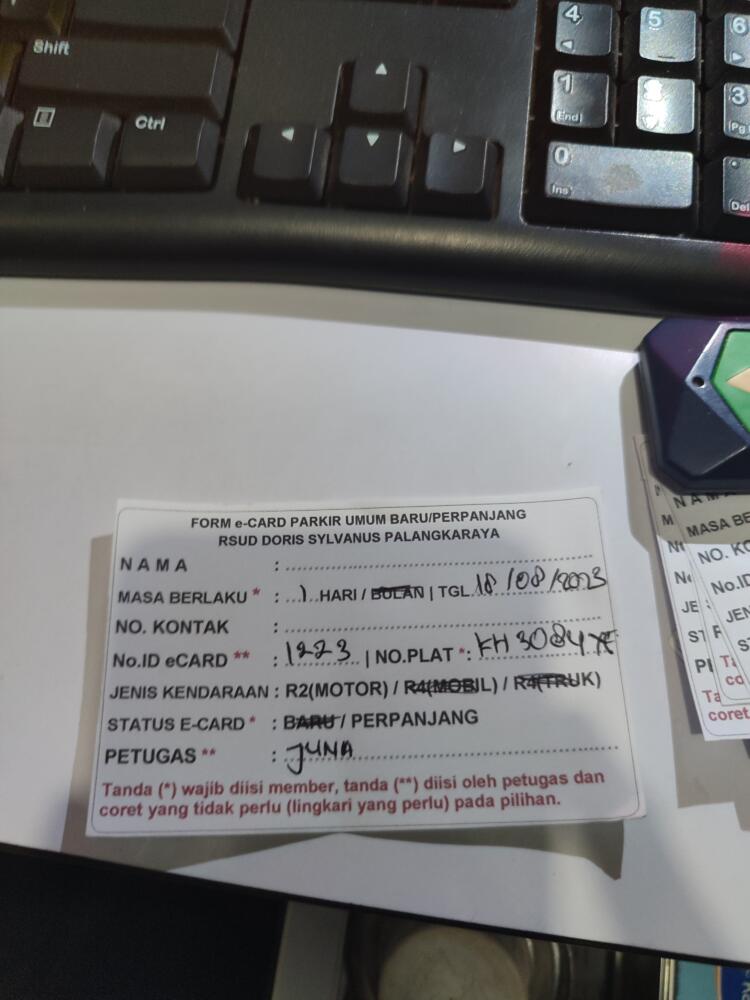 4
5
6
Shift
1
End
3
Pg
Ctrl
0
Ins
Del
FORM e-CARD PARKIR UMUM BARU/PERPANJANG
RSUD DORIS SYLVANUS PALANGKARAYA
NAMA :
MASA BERLAKU * : 1 HARI / BULAN | TGL 18/08/2023
NO. KONTAK :
No.ID eCARD ** : 1223 | NO.PLAT *: KH 3084
JENIS KENDARAAN : R2(MOTOR) / R4(MOBIL) / R4(TRUK)
STATUS E-CARD * : BARU / PERPANJANG
PETUGAS ** : JUNA
Tanda (*) wajib diisi member, tanda (**) diisi oleh petugas dan
coret yang tidak perlu (lingkari yang perlu) pada pilihan.
NAMA
MASA BE
NO. KO
No.ID
JEN
ST
coret